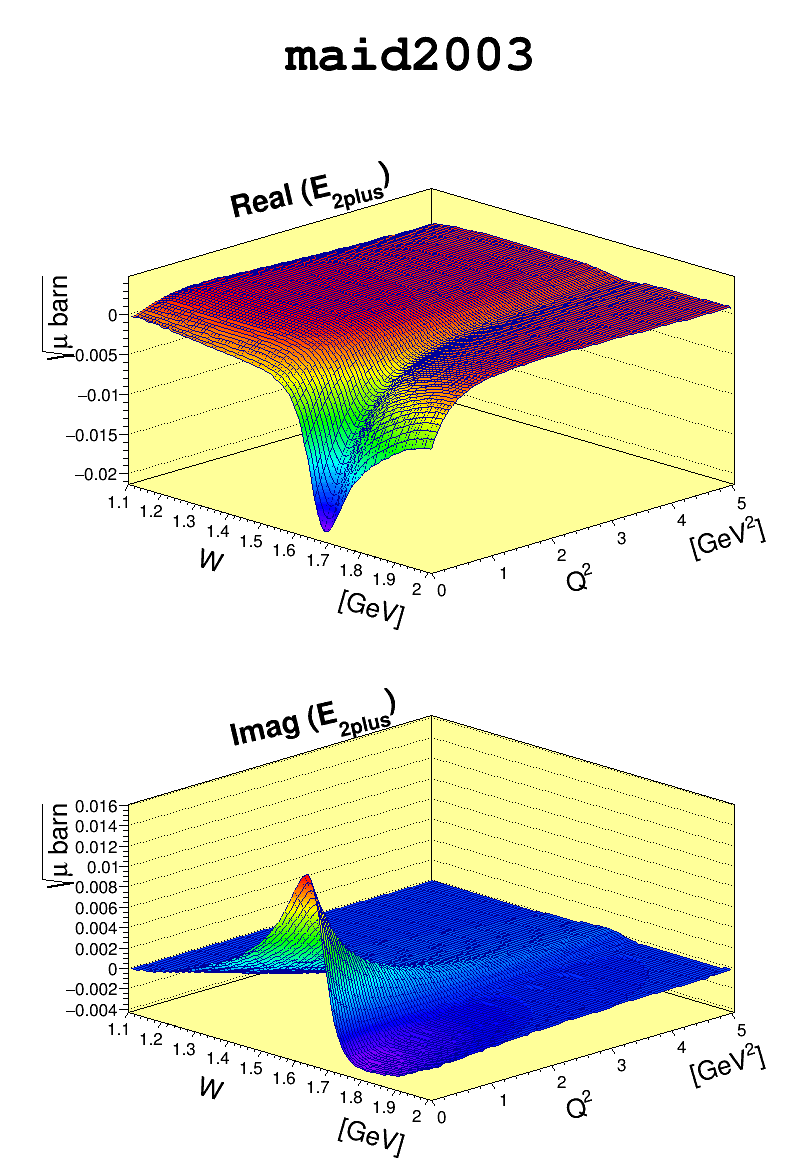 maid2003
Real (E2plus)
√μ barn
0
−0.005
−0.01
−0.015
−0.02
1.1 1.2 1.3 1.4 1.5 1.6 1.7 1.8 1.9 2
W [GeV]
0 1 2 3 4 5
Q² [GeV²]
Imag (E2plus)
√μ barn
0.016
0.014
0.012
0.01
0.008
0.006
0.004
0.002
0
−0.002
−0.004
1.1 1.2 1.3 1.4 1.5 1.6 1.7 1.8 1.9 2
W [GeV]
0 1 2 3 4 5
Q² [GeV²]